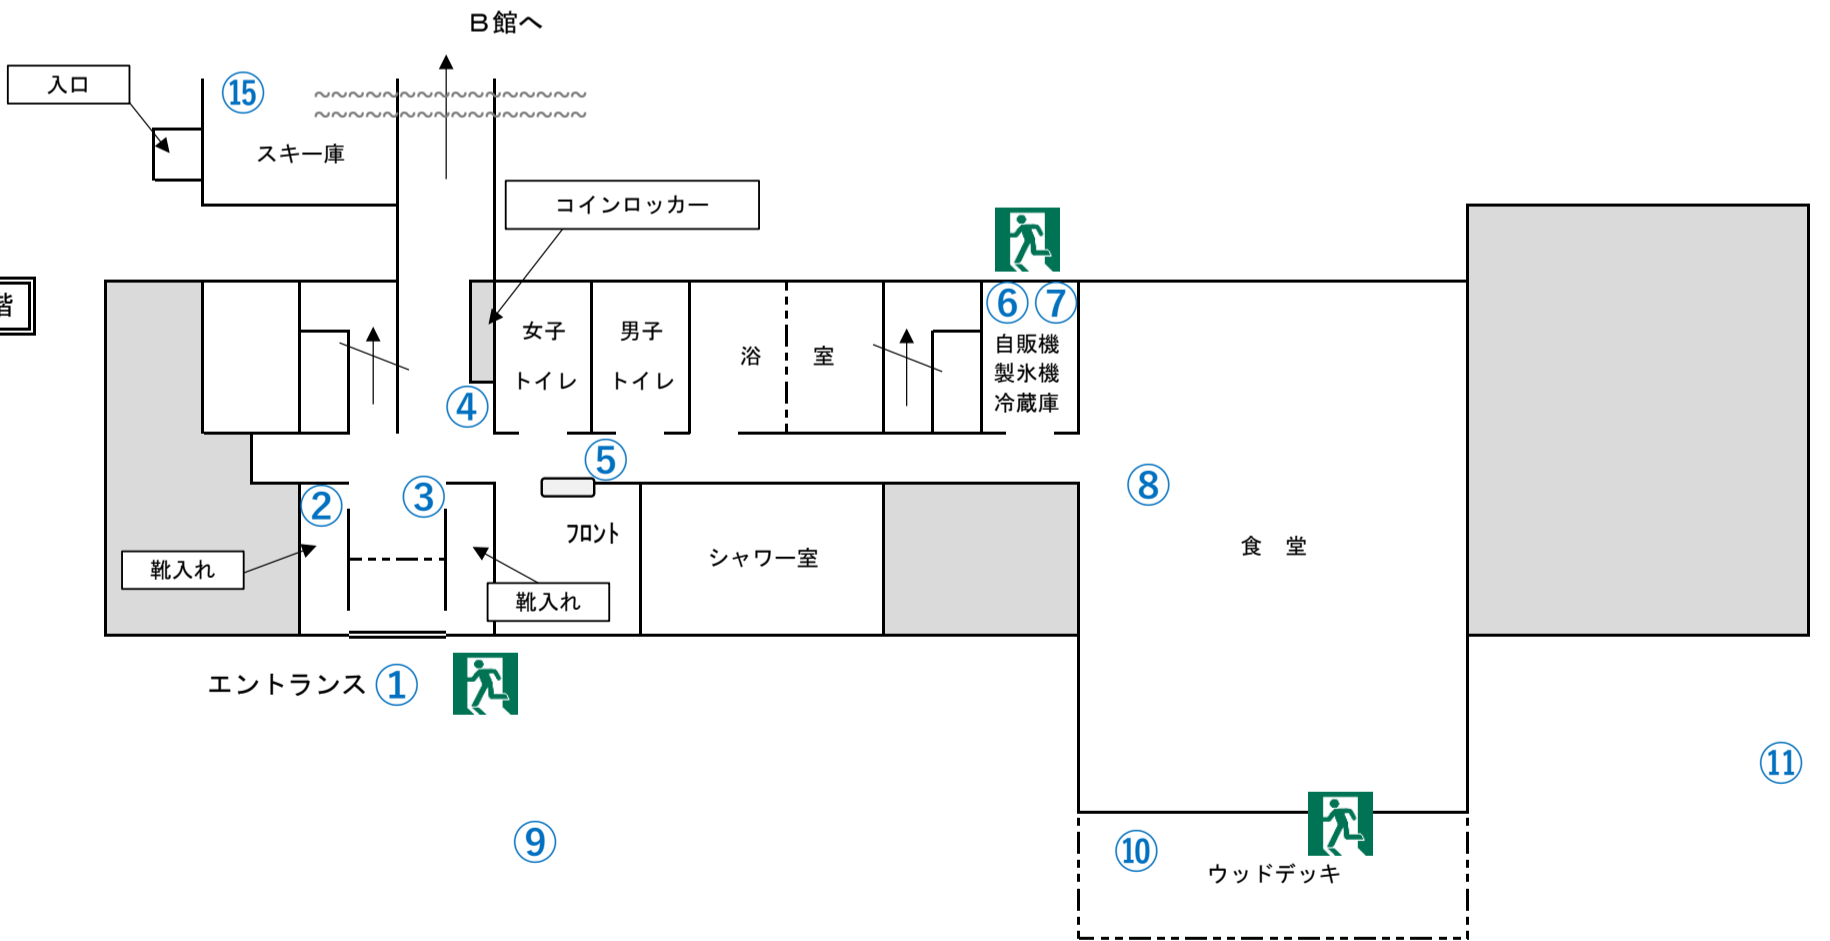 B館へ
入口
⑮
スキー庫
コインロッカー
階
⑥ ⑦
自販機
製氷機
冷蔵庫
女子
トイレ
男子
トイレ
浴 室
④
⑤
②
③
⑧
フロント
靴入れ
靴入れ
シャワー室
食 堂
エントランス ①
⑪
⑨
⑩
ウッドデッキ